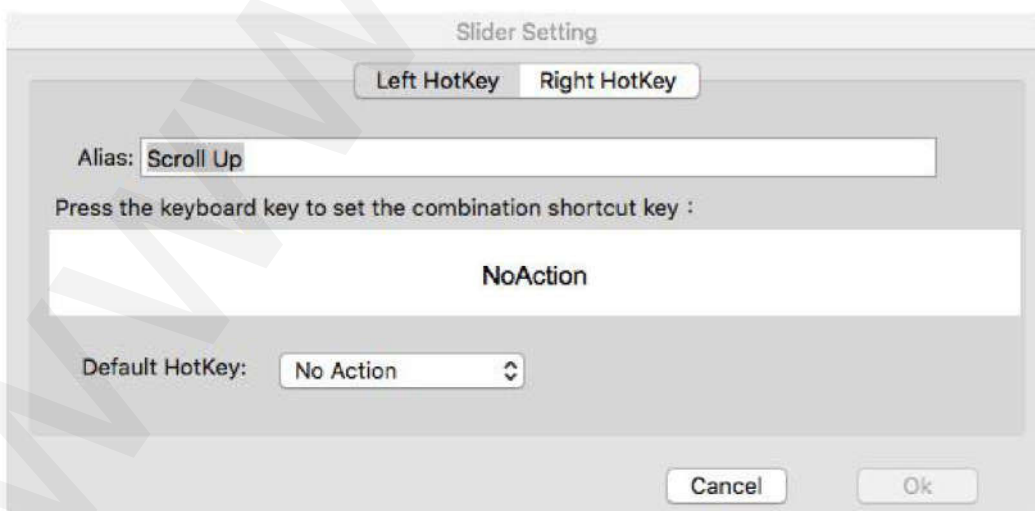 Slider Setting
Left HotKey Right HotKey
Alias: Scroll Up
Press the keyboard key to set the combination shortcut key :
NoAction
Default HotKey: No Action
Cancel Ok